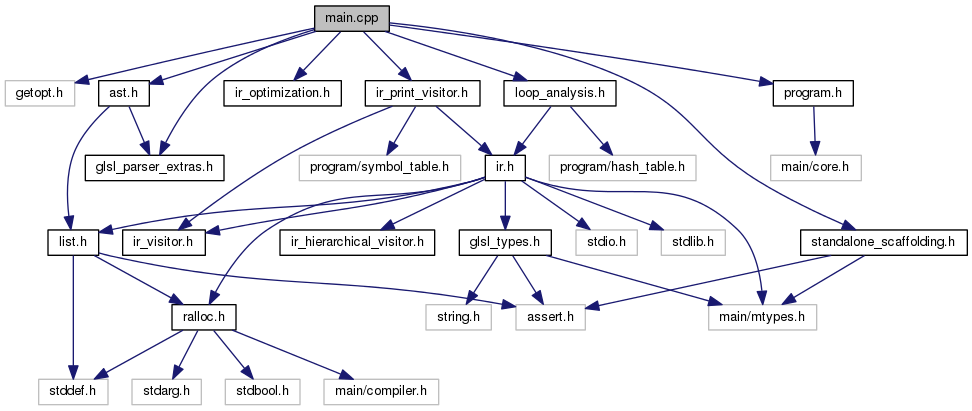 main.cpp
getopt.h
ast.h
ir_optimization.h
ir_print_visitor.h
loop_analysis.h
program.h
glsl_parser_extras.h
program/symbol_table.h
ir.h
program/hash_table.h
main/core.h
list.h
ir_visitor.h
ir_hierarchical_visitor.h
glsl_types.h
stdio.h
stdlib.h
standalone_scaffolding.h
ralloc.h
string.h
assert.h
main/mtypes.h
stddef.h
stdarg.h
stdbool.h
main/compiler.h